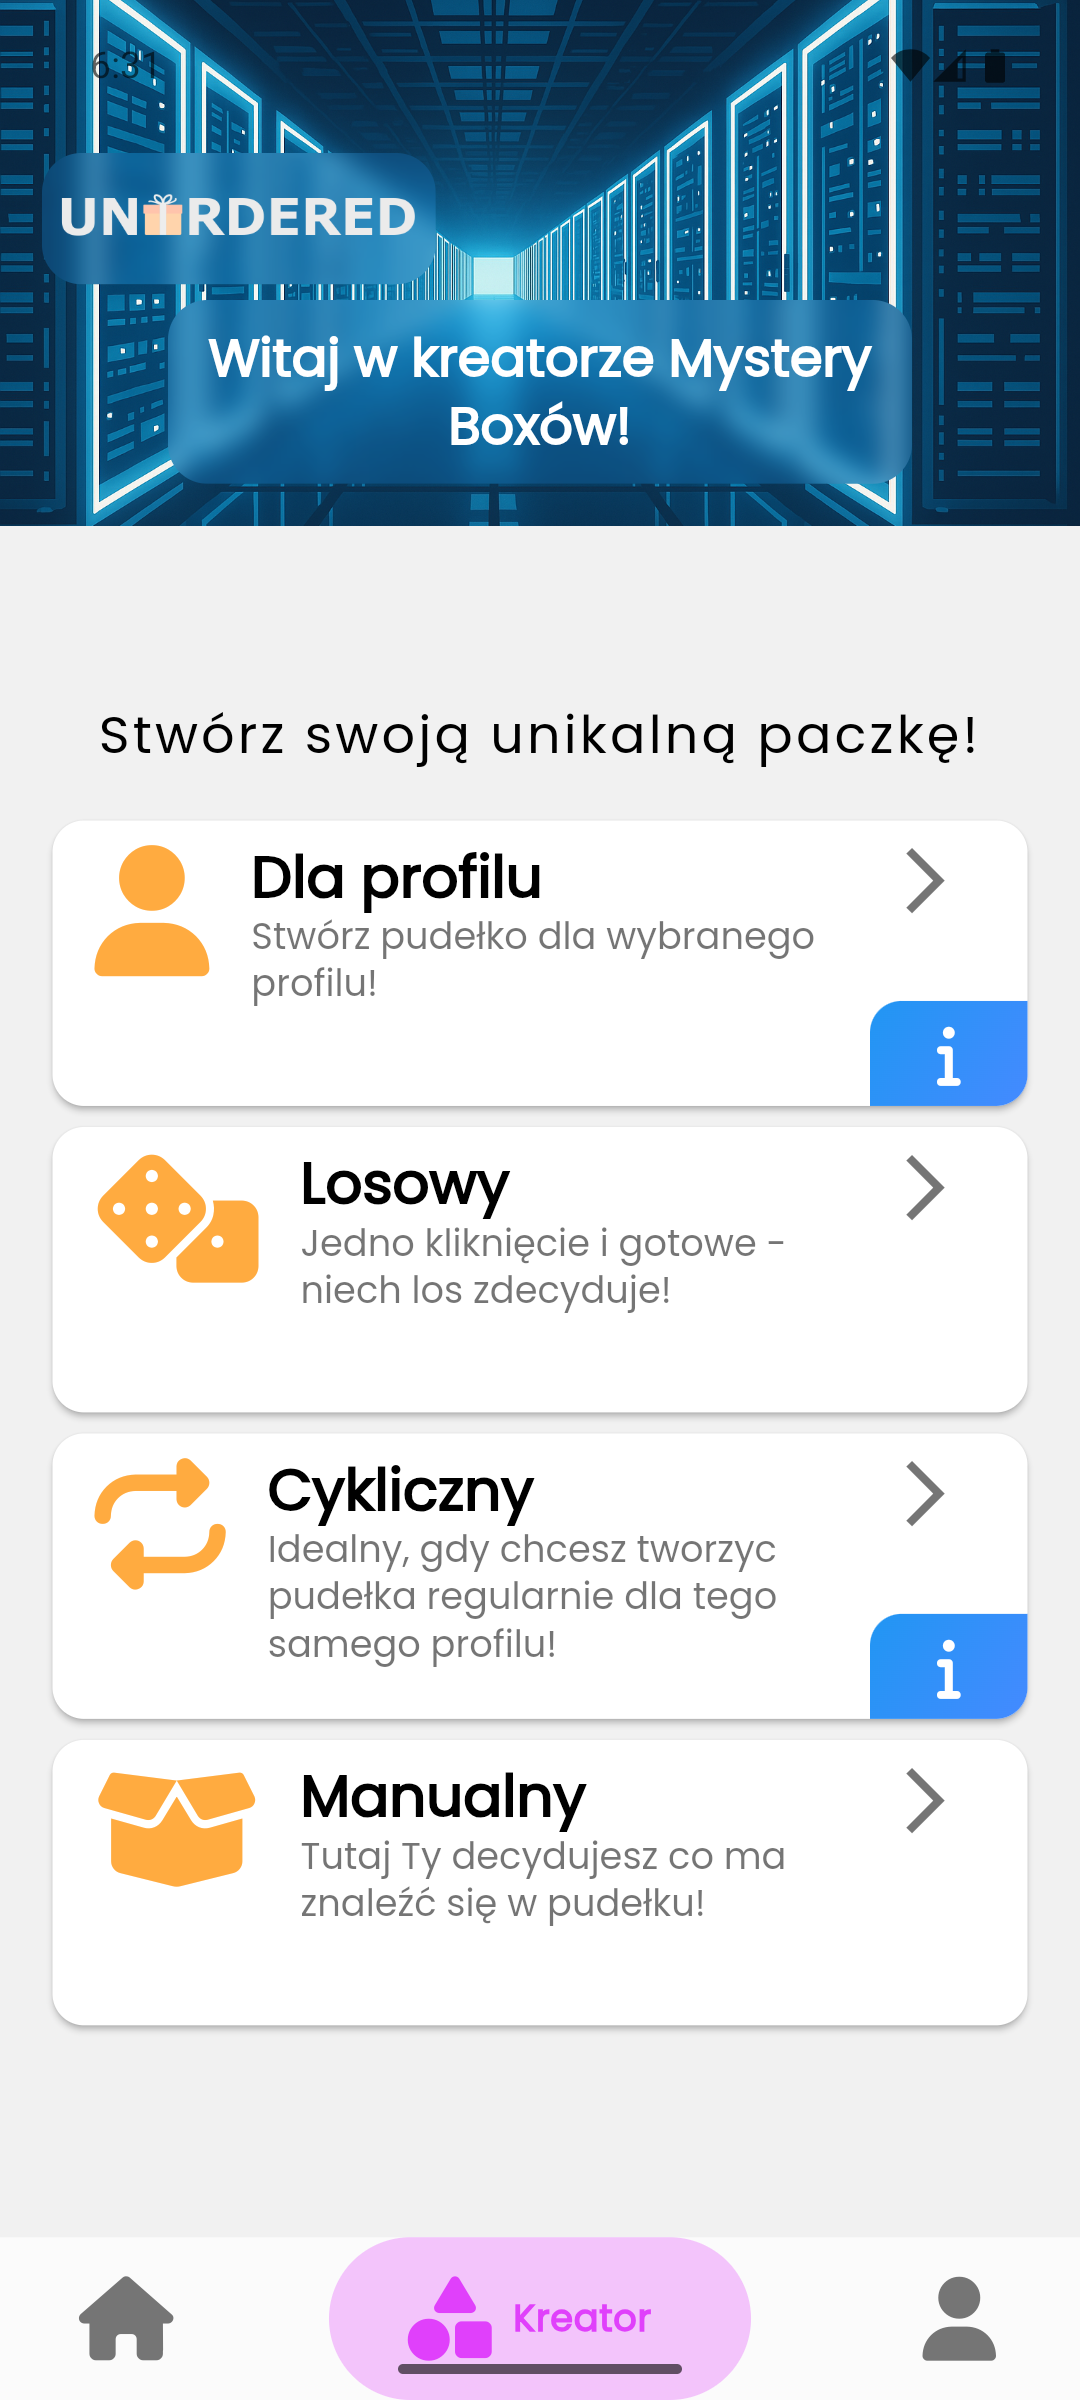 6:31
UNORDERED
Witaj w kreatorze Mystery
Boxów!
Stwórz swoją unikalną paczkę!
Dla profilu
Stwórz pudełko dla wybranego
profilu!
i
Losowy
Jedno kliknięcie i gotowe -
niech los zdecyduje!
Cykliczny
Idealny, gdy chcesz tworzyc
pudełka regularnie dla tego
samego profilu!
i
Manualny
Tutaj Ty decydujesz co ma
znaleźć się w pudełku!
Kreator